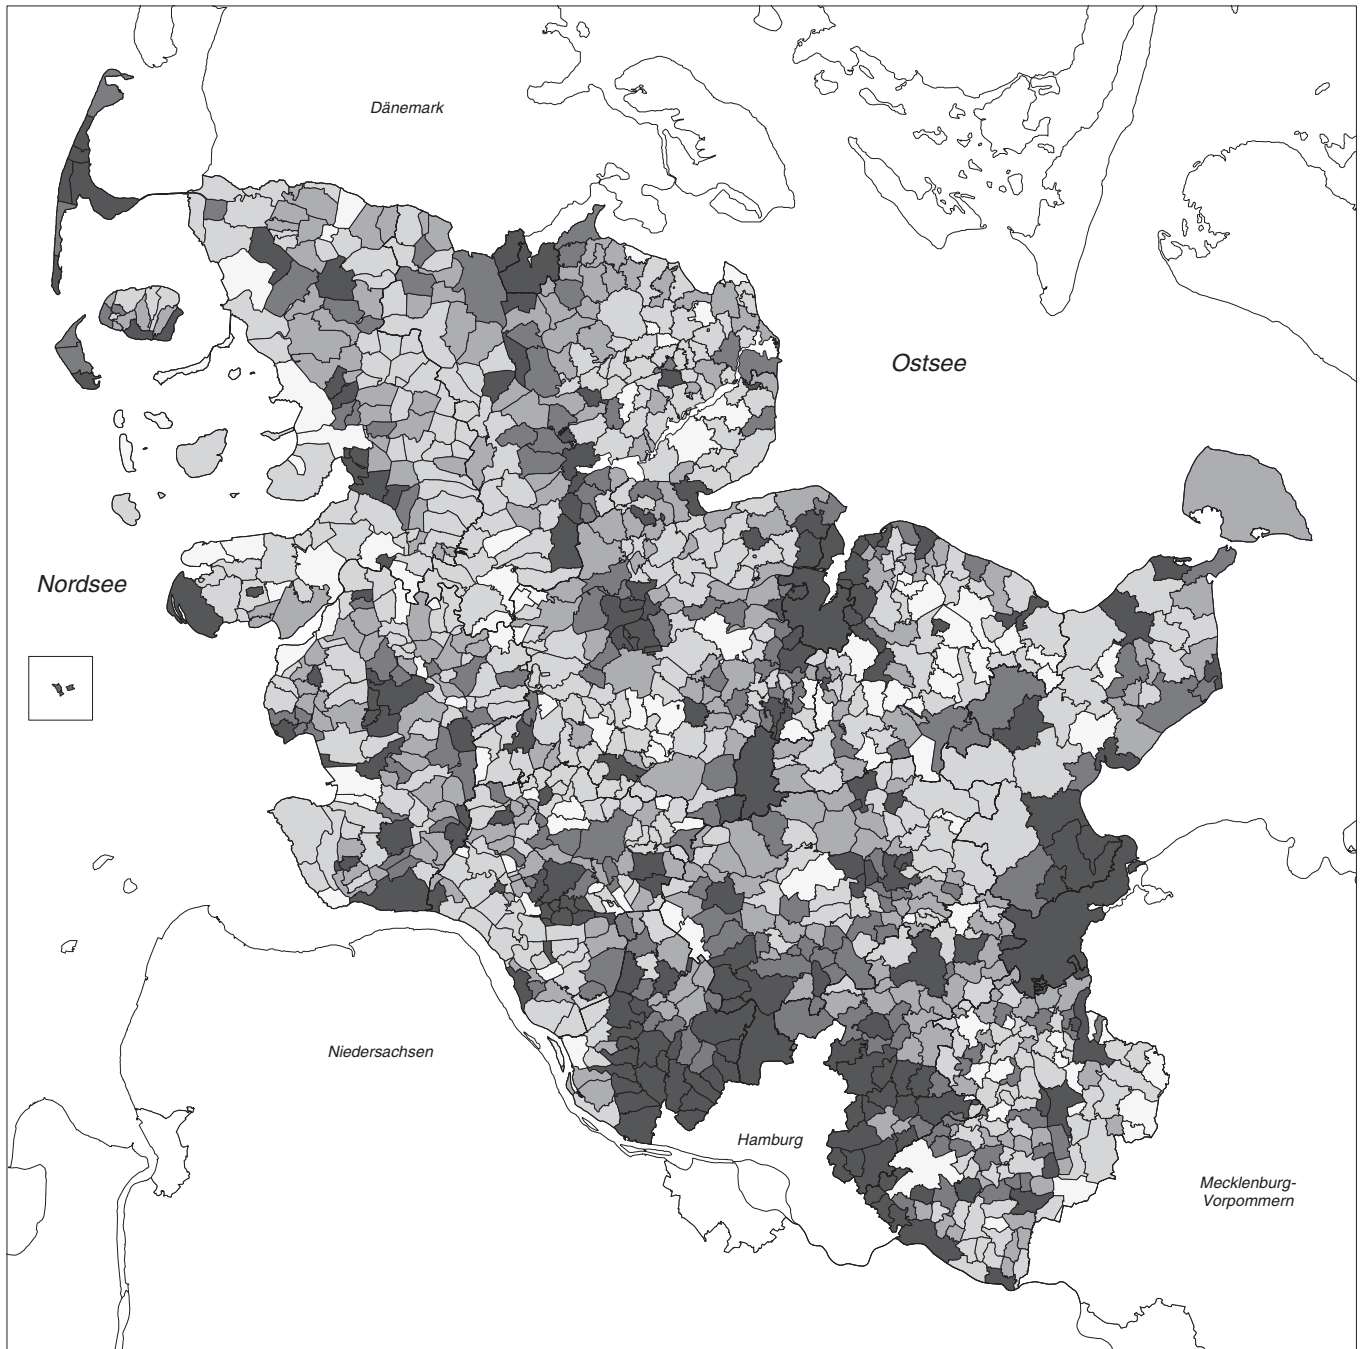 Dänemark
Ostsee
Nordsee
Niedersachsen
Hamburg
Mecklenburg-
Vorpommern